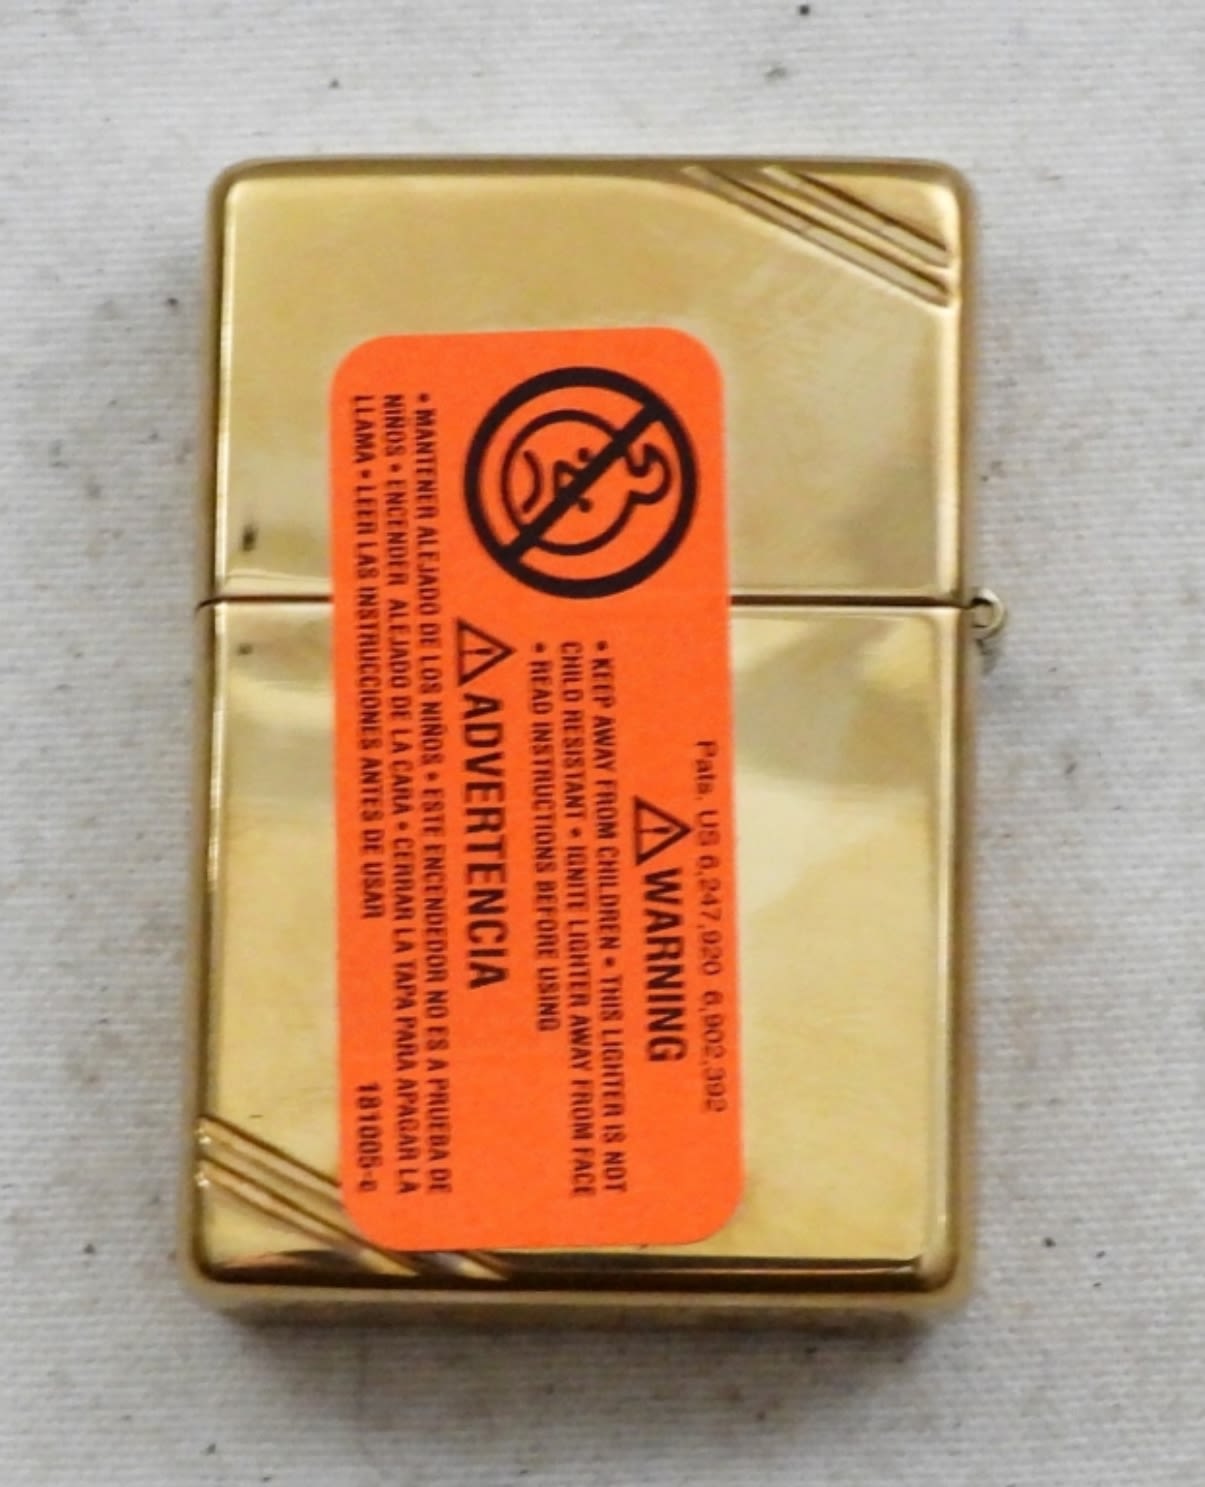 Pats. US 6,247,920 6,902,392
WARNING
• KEEP AWAY FROM CHILDREN • THIS LIGHTER IS NOT
CHILD RESISTANT • IGNITE LIGHTER AWAY FROM FACE
• READ INSTRUCTIONS BEFORE USING
ADVERTENCIA
• MANTENER ALEJADO DE LOS NIÑOS • ESTE ENCENDEDOR NO ES A PRUEBA DE
NIÑOS • ENCENDER ALEJADO DE LA CARA • CERRAR LA TAPA PARA APAGAR LA
LLAMA • LEER LAS INSTRUCCIONES ANTES DE USAR